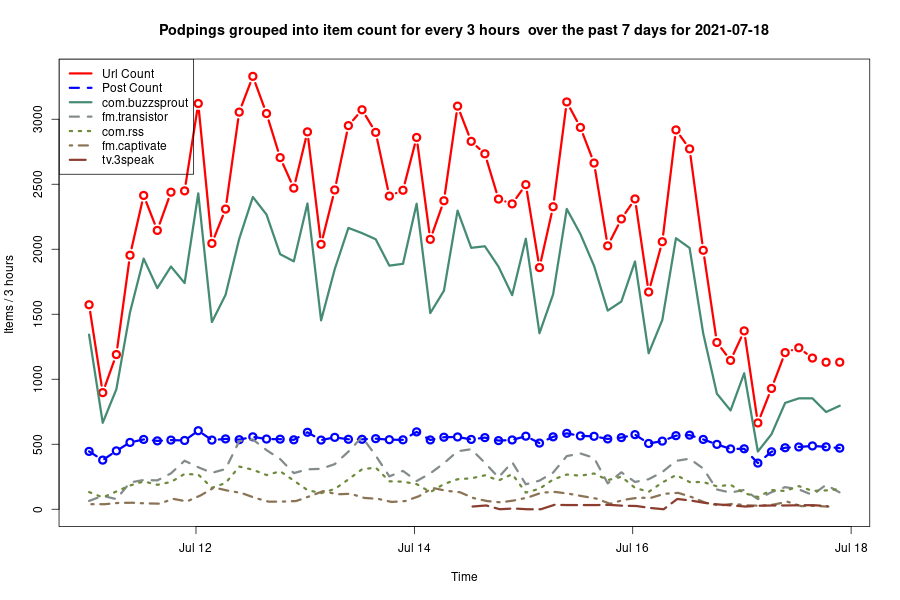 Podpings grouped into item count for every 3 hours  over the past 7 days for 2021-07-18
Url Count
Post Count
com.buzzsprout
fm.transistor
com.rss
fm.captivate
tv.3speak
Items / 3 hours
3000
2500
2000
1500
1000
500
0
Jul 12
Jul 14
Jul 16
Jul 18
Time